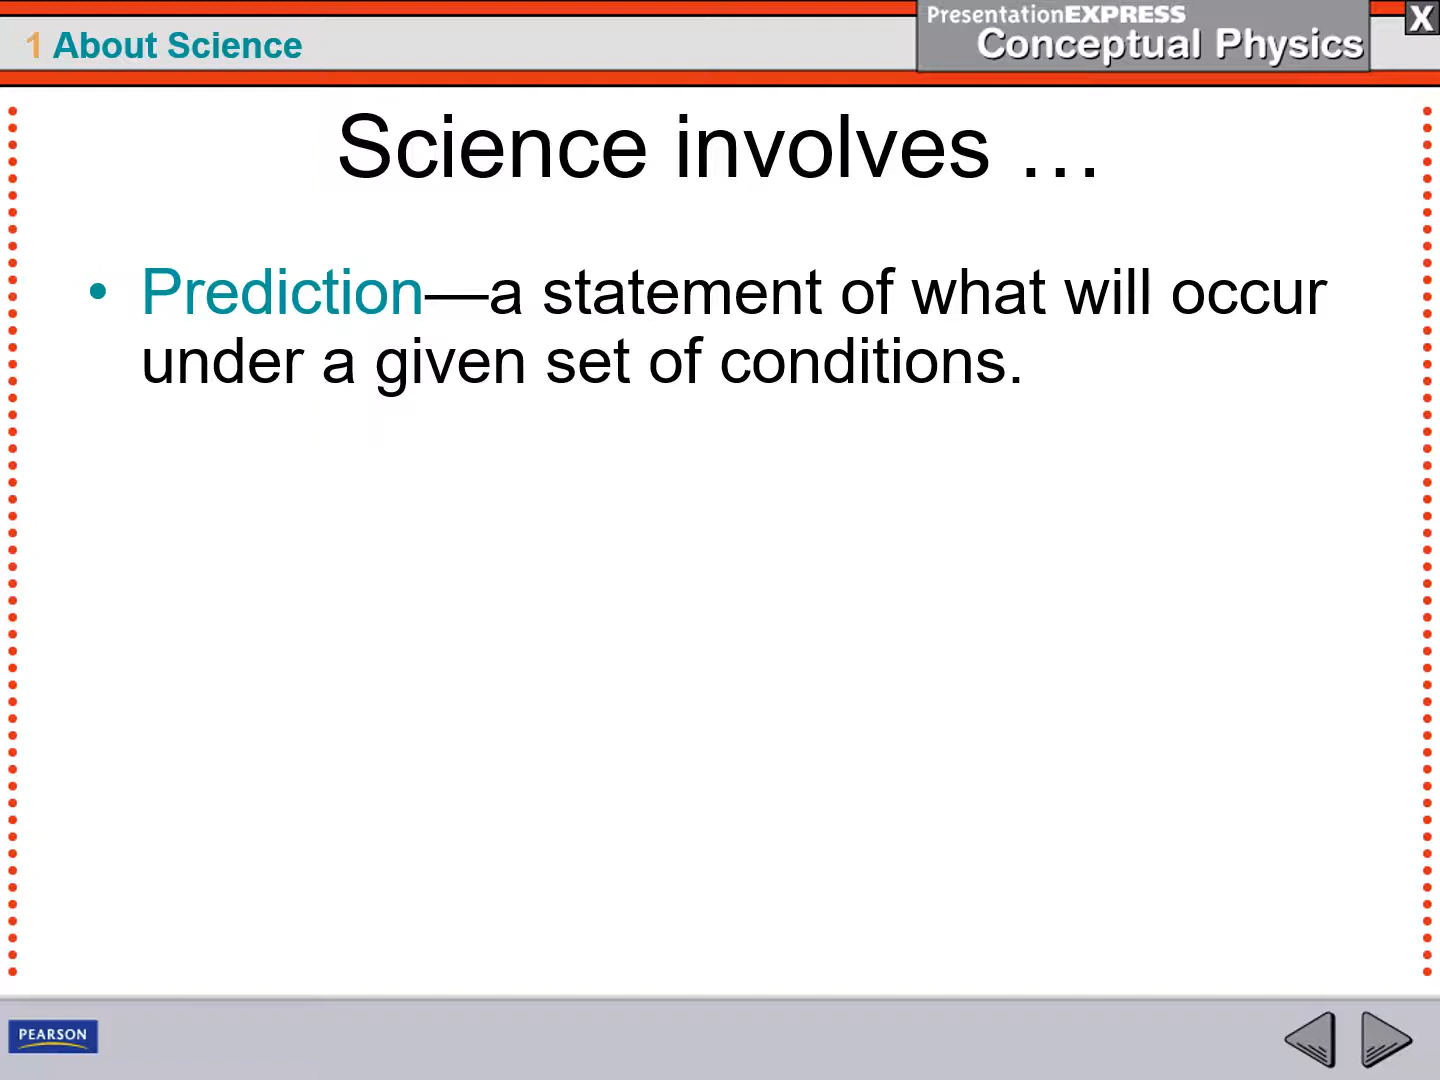 1 About Science
PresentationEXPRESS
Conceptual Physics
X
Science involves …
• Prediction—a statement of what will occur
under a given set of conditions.
PEARSON